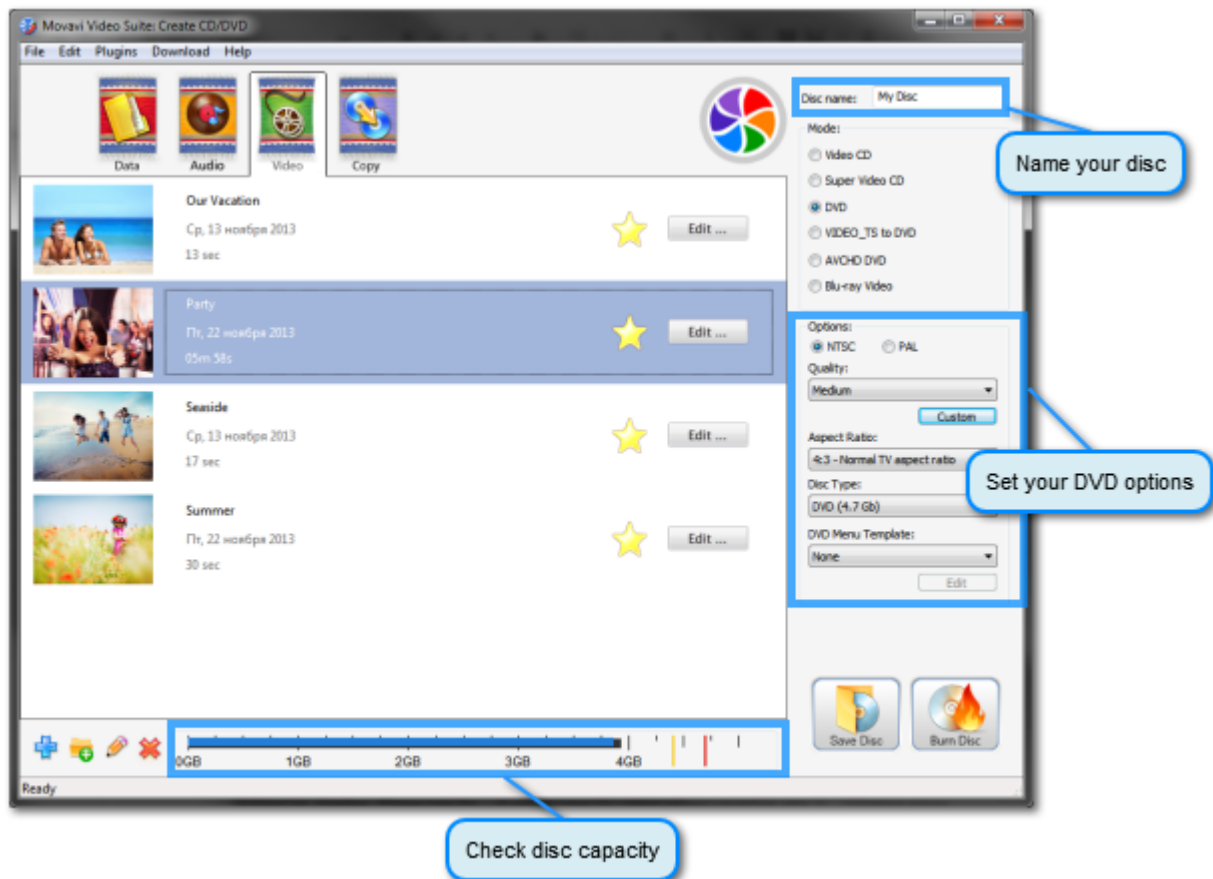 Movavi Video Suite: Create CD/DVD
File Edit Plugins Download Help
Data Audio Video Copy
Disc name: My Disc
Name your disc
Mode:
Video CD
Super Video CD
DVD
VIDEO_TS to DVD
AVCHD DVD
Blu-ray Video
Our Vacation
Ср, 13 ноября 2013
13 sec
Edit ...
Party
Пт, 22 ноября 2013
05m 58s
Edit ...
Seaside
Ср, 13 ноября 2013
17 sec
Edit ...
Summer
Пт, 22 ноября 2013
30 sec
Edit ...
Options:
NTSC PAL
Quality:
Medium
Custom
Aspect Ratio:
4:3 - Normal TV aspect ratio
Disc Type:
DVD (4.7 Gb)
DVD Menu Template:
None
Edit
Set your DVD options
Save Disc Burn Disc
0GB 1GB 2GB 3GB 4GB
Ready
Check disc capacity